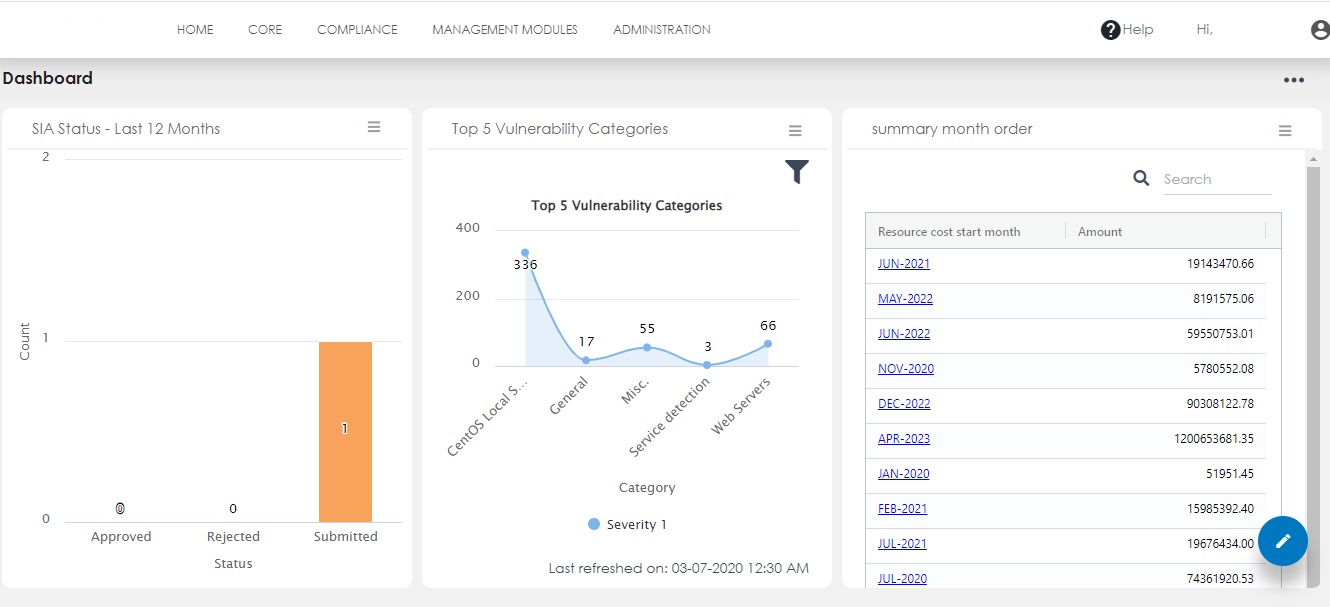 HOME CORE COMPLIANCE MANAGEMENT MODULES ADMINISTRATION Help Hi,
Dashboard
SIA Status - Last 12 Months
2
1
0
Count
1
0
0
Approved Rejected Submitted
Status
Top 5 Vulnerability Categories
Top 5 Vulnerability Categories
400
200
0
336
17
55
3
66
CentOS Local S...
General
Misc.
Service detection
Web Servers
Category
Severity 1
Last refreshed on: 03-07-2020 12:30 AM
summary month order
Search
Resource cost start month Amount
JUN-2021 19143470.66
MAY-2022 8191575.06
JUN-2022 59550753.01
NOV-2020 5780552.08
DEC-2022 90308122.78
APR-2023 1200653681.35
JAN-2020 51951.45
FEB-2021 15985392.40
JUL-2021 19676434.00
JUL-2020 74361920.53